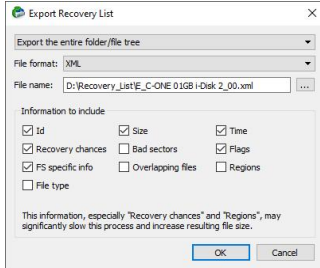 Export Recovery List
Export the entire folder/file tree
File format: XML
File name: D:\Recovery_List\E_C-ONE 01GB i-Disk 2_00.xml ...
Information to include
Id Size Time
Recovery chances Bad sectors Flags
FS specific info Overlapping files Regions
File type
This information, especially "Recovery chances" and "Regions", may
significantly slow this process and increase resulting file size.
OK Cancel